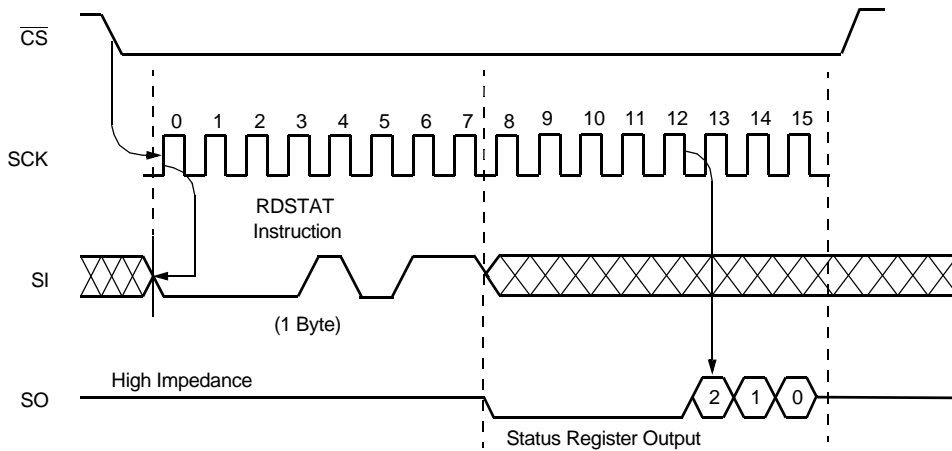 CS
0 1 2 3 4 5 6 7 8 9 10 11 12 13 14 15
SCK
RDSTAT
Instruction
SI
(1 Byte)
High Impedance
SO
2 1 0
Status Register Output